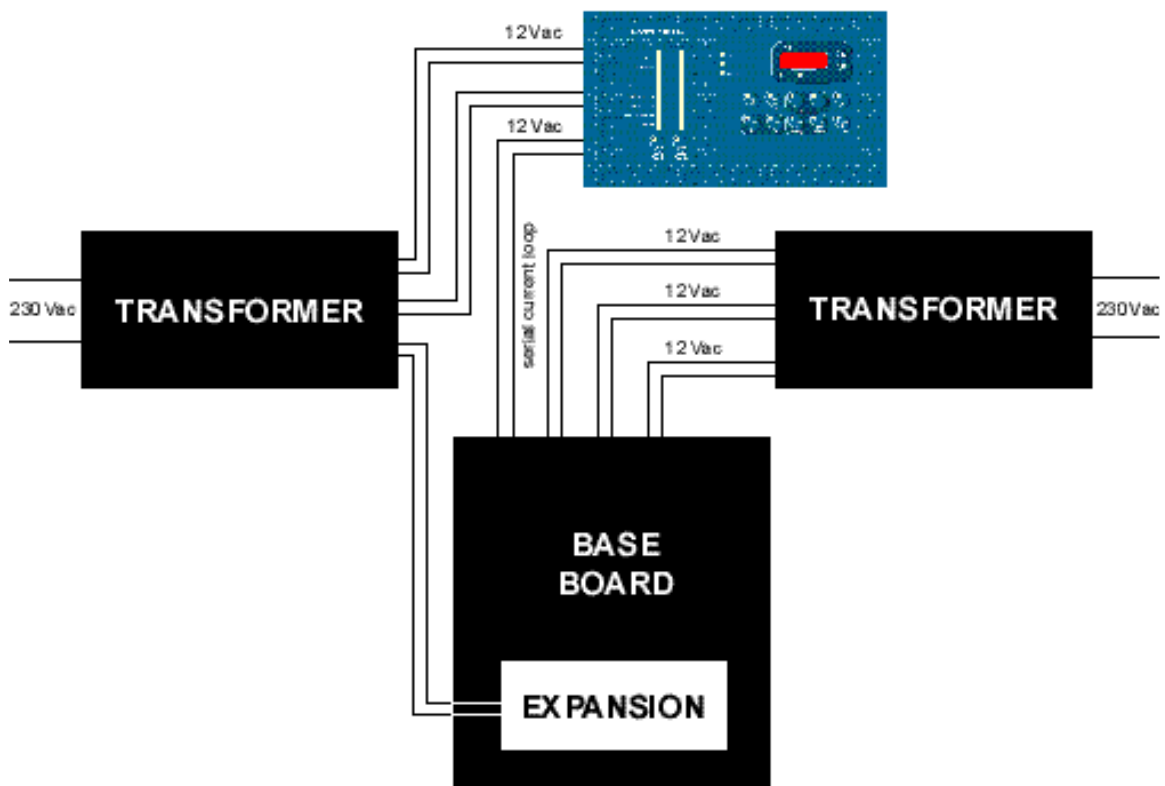 12Vac
12 Vac
serial current loop
12Vac
230 Vac
TRANSFORMER
12Vac
TRANSFORMER
230Vac
12 Vac
BASE
BOARD
EXPANSION